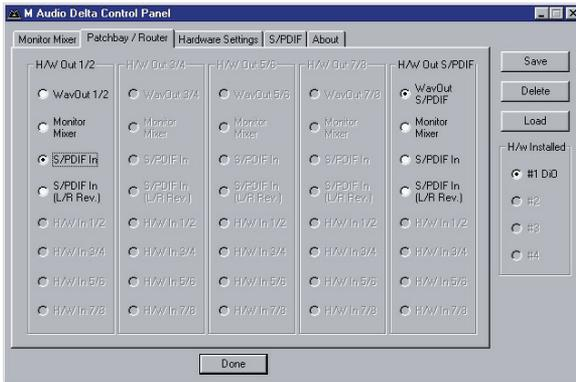 M Audio Delta Control Panel
Monitor Mixer
Patchbay / Router
Hardware Settings
S/PDIF
About
H/W Out 1/2
WavOut 1/2
Monitor
Mixer
S/PDIF In
S/PDIF In
(L/R Rev.)
H/W In 1/2
H/W In 3/4
H/W In 5/6
H/W In 7/8
H/W Out 3/4
WavOut 3/4
Monitor
Mixer
S/PDIF In
S/PDIF In
(L/R Rev.)
H/W In 1/2
H/W In 3/4
H/W In 5/6
H/W In 7/8
H/W Out 5/6
WavOut 5/6
Monitor
Mixer
S/PDIF In
S/PDIF In
(L/R Rev.)
H/W In 1/2
H/W In 3/4
H/W In 5/6
H/W In 7/8
H/W Out 7/8
WavOut 7/8
Monitor
Mixer
S/PDIF In
S/PDIF In
(L/R Rev.)
H/W In 1/2
H/W In 3/4
H/W In 5/6
H/W In 7/8
H/W Out S/PDIF
WavOut
S/PDIF
Monitor
Mixer
S/PDIF In
S/PDIF In
(L/R Rev.)
H/W In 1/2
H/W In 3/4
H/W In 5/6
H/W In 7/8
Save
Delete
Load
H/w Installed
#1 DiO
#2
#3
#4
Done